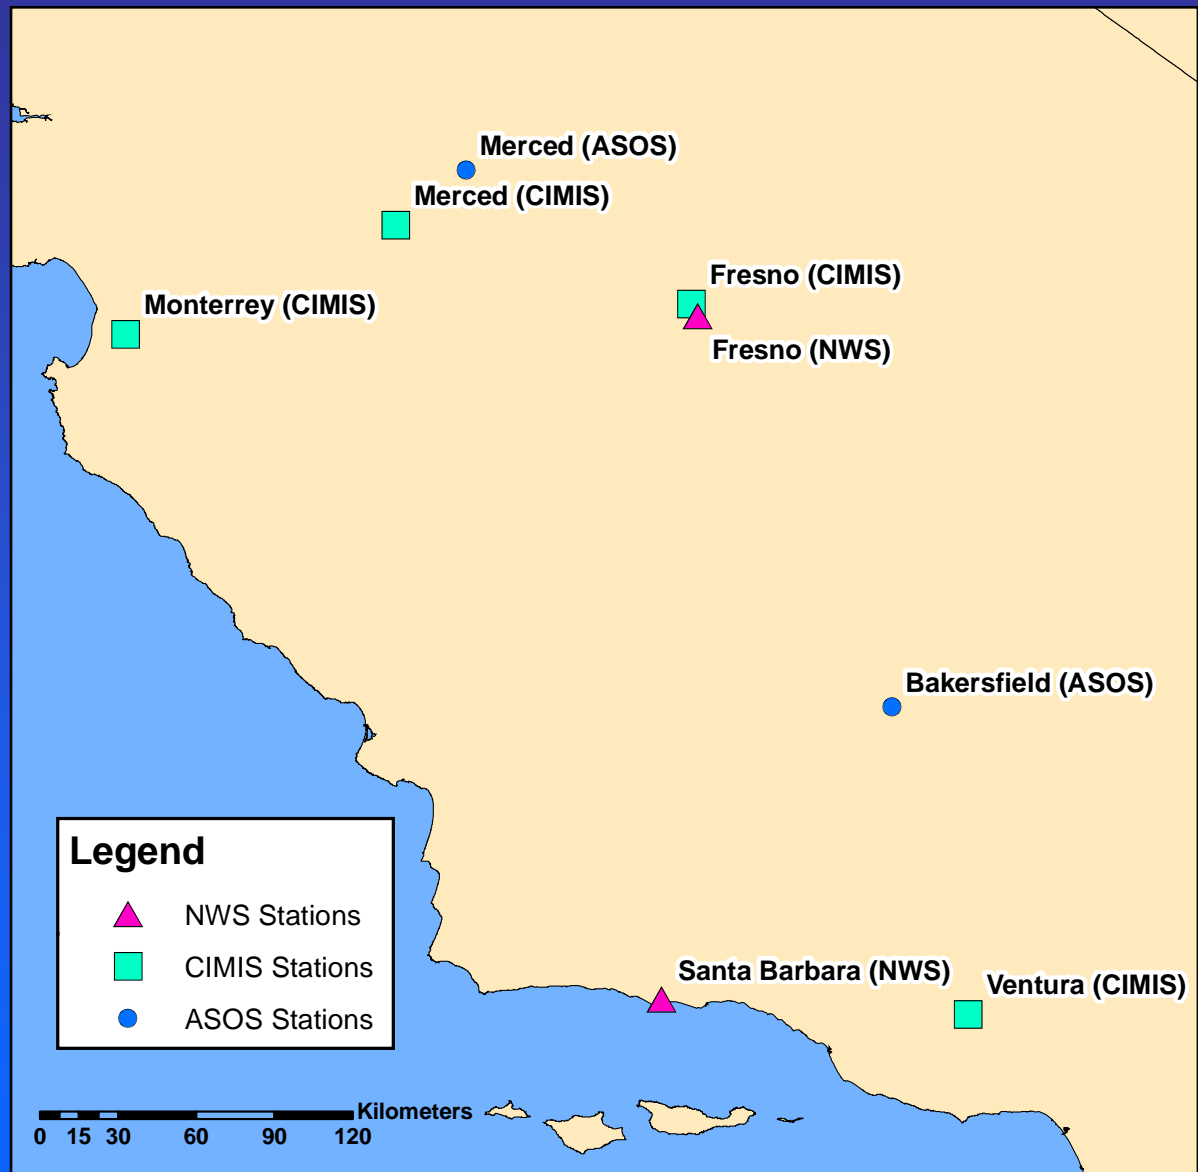 Merced (ASOS)
Merced (CIMIS)
Fresno (CIMIS)
Monterrey (CIMIS)
Fresno (NWS)
Bakersfield (ASOS)
Legend
NWS Stations
CIMIS Stations
ASOS Stations
Santa Barbara (NWS)
Ventura (CIMIS)
Kilometers
0 15 30 60 90 120